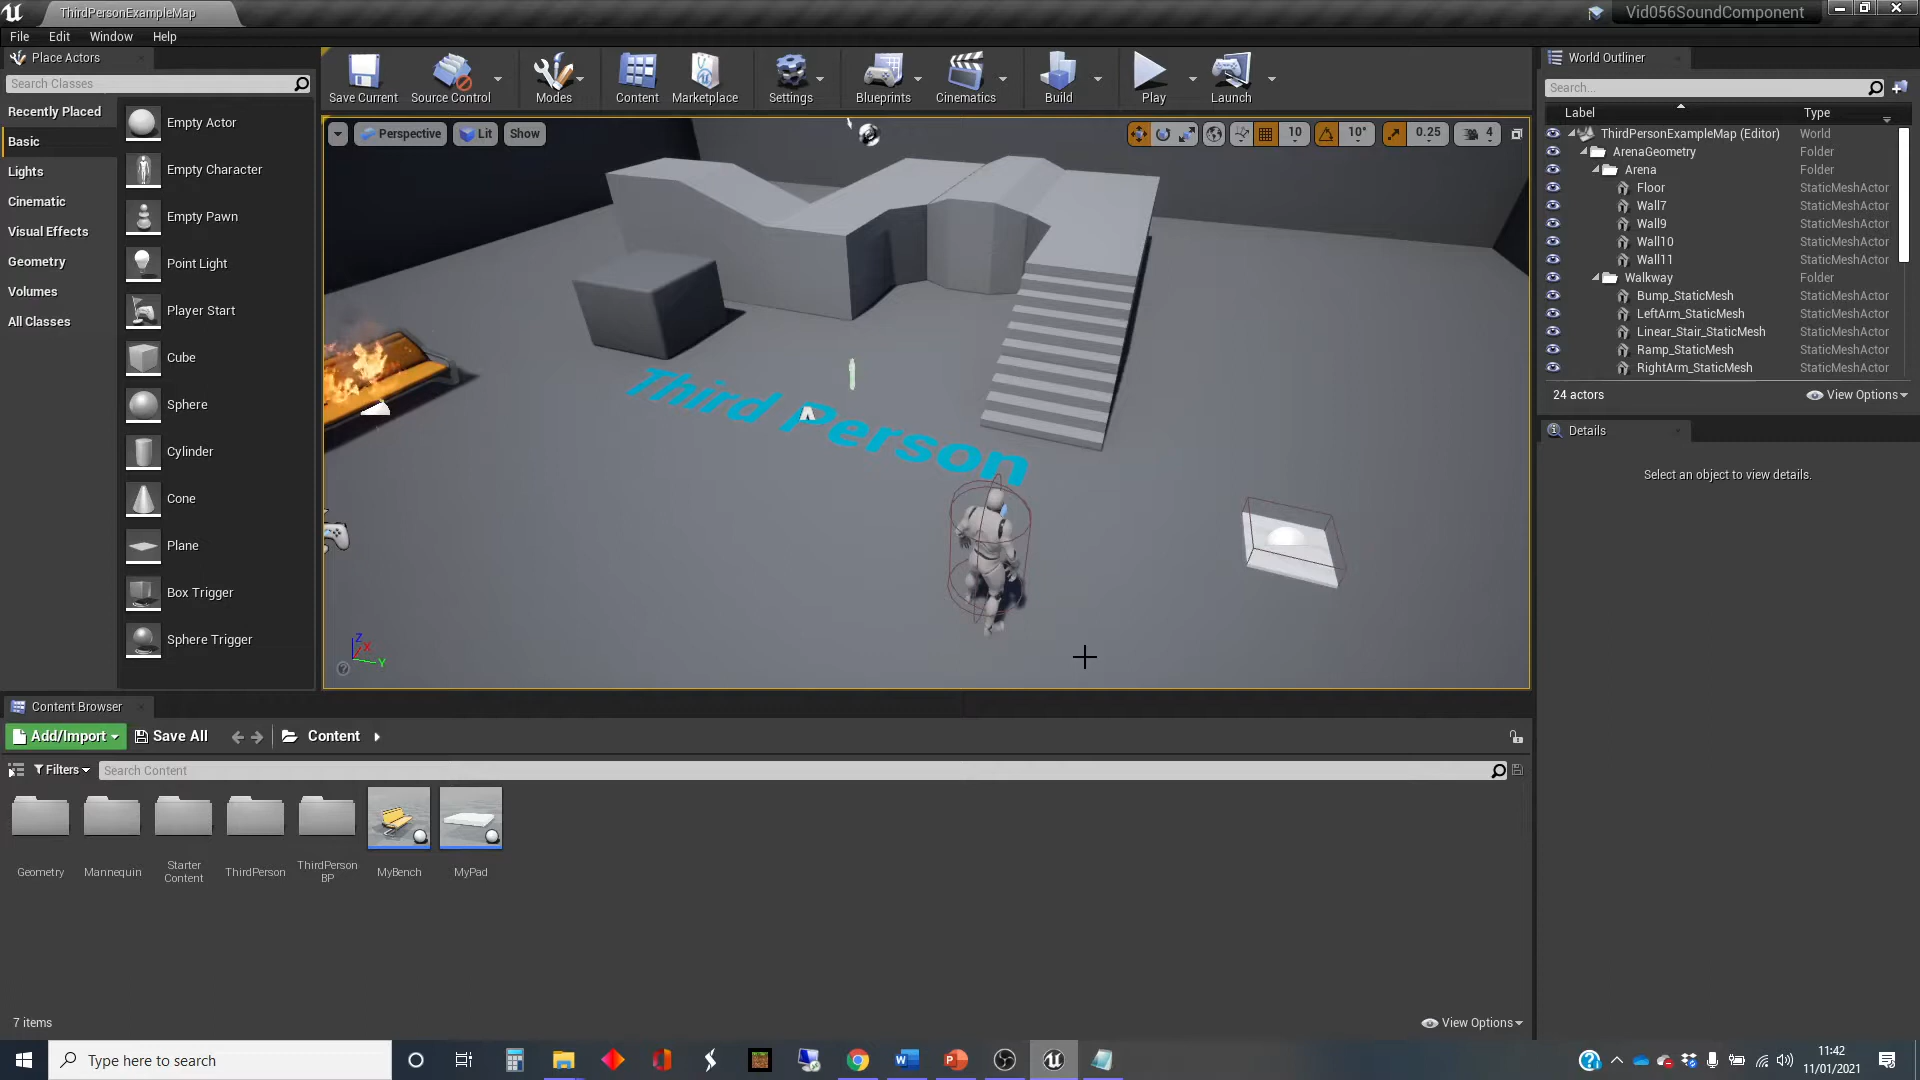 ThirdPersonExampleMap
Vid056SoundComponent
File Edit Window Help
Place Actors
Search Classes
Recently Placed
Basic
Lights
Cinematic
Visual Effects
Geometry
Volumes
All Classes
Empty Actor
Empty Character
Empty Pawn
Point Light
Player Start
Cube
Sphere
Cylinder
Cone
Plane
Box Trigger
Sphere Trigger
Save Current Source Control Modes Content Marketplace Settings Blueprints Cinematics Build Play Launch
Perspective Lit Show
10 10° 0.25 4
Third Person
Z
X
Y
World Outliner
Search...
Label Type
ThirdPersonExampleMap (Editor) World
ArenaGeometry Folder
Arena Folder
Floor StaticMeshActor
Wall7 StaticMeshActor
Wall9 StaticMeshActor
Wall10 StaticMeshActor
Wall11 StaticMeshActor
Walkway Folder
Bump_StaticMesh StaticMeshActor
LeftArm_StaticMesh StaticMeshActor
Linear_Stair_StaticMesh StaticMeshActor
Ramp_StaticMesh StaticMeshActor
RightArm_StaticMesh StaticMeshActor
24 actors View Options
Details
Select an object to view details.
Content Browser
Add/Import Save All Content
Filters Search Content
Geometry
Mannequin
Starter
Content
ThirdPerson
ThirdPerson
BP
MyBench
MyPad
7 items View Options
Type here to search
11:42
11/01/2021